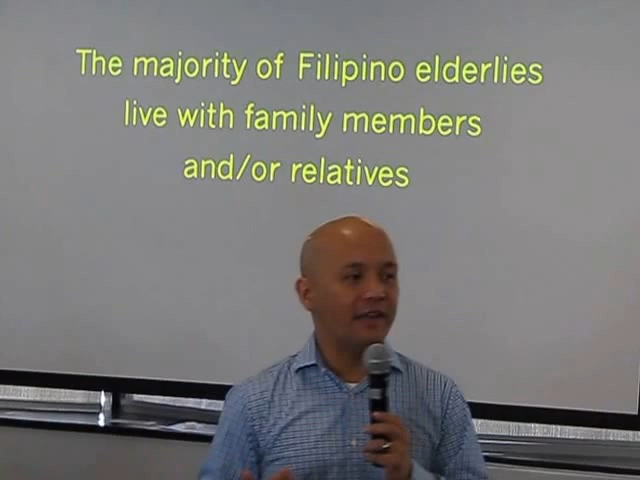 The majority of Filipino elderlies
live with family members
and/or relatives